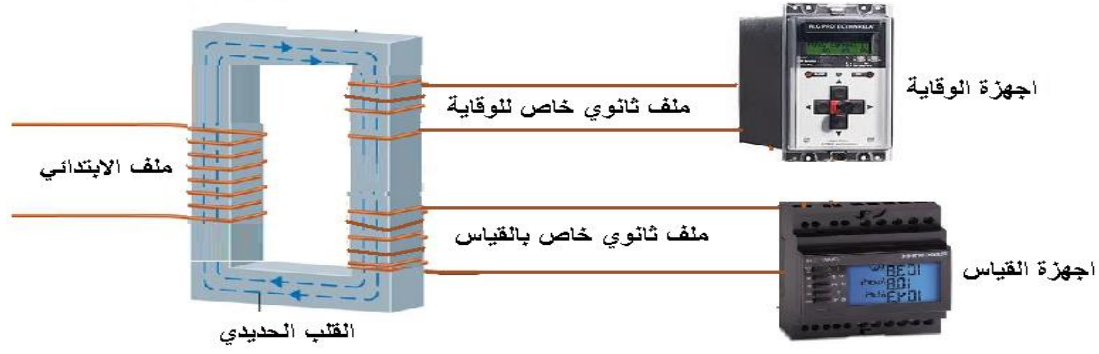 اجهزة الوقاية
ملف ثانوي خاص للوقاية
ملف الابتدائي
ملف ثانوي خاص بالقياس
اجهزة القياس
القلب الحديدي